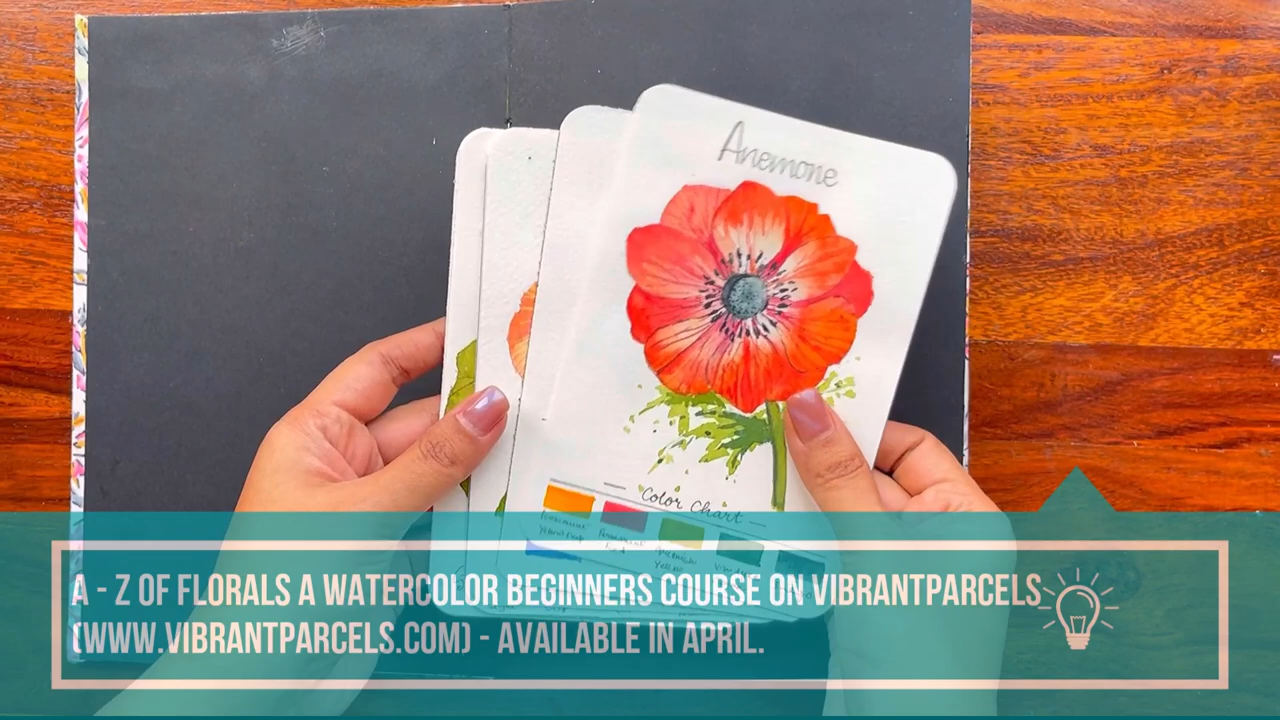 Anemone
Color Chart
A - Z OF FLORALS A WATERCOLOR BEGINNERS COURSE ON VIBRANTPARCELS
(WWW.VIBRANTPARCELS.COM) - AVAILABLE IN APRIL.